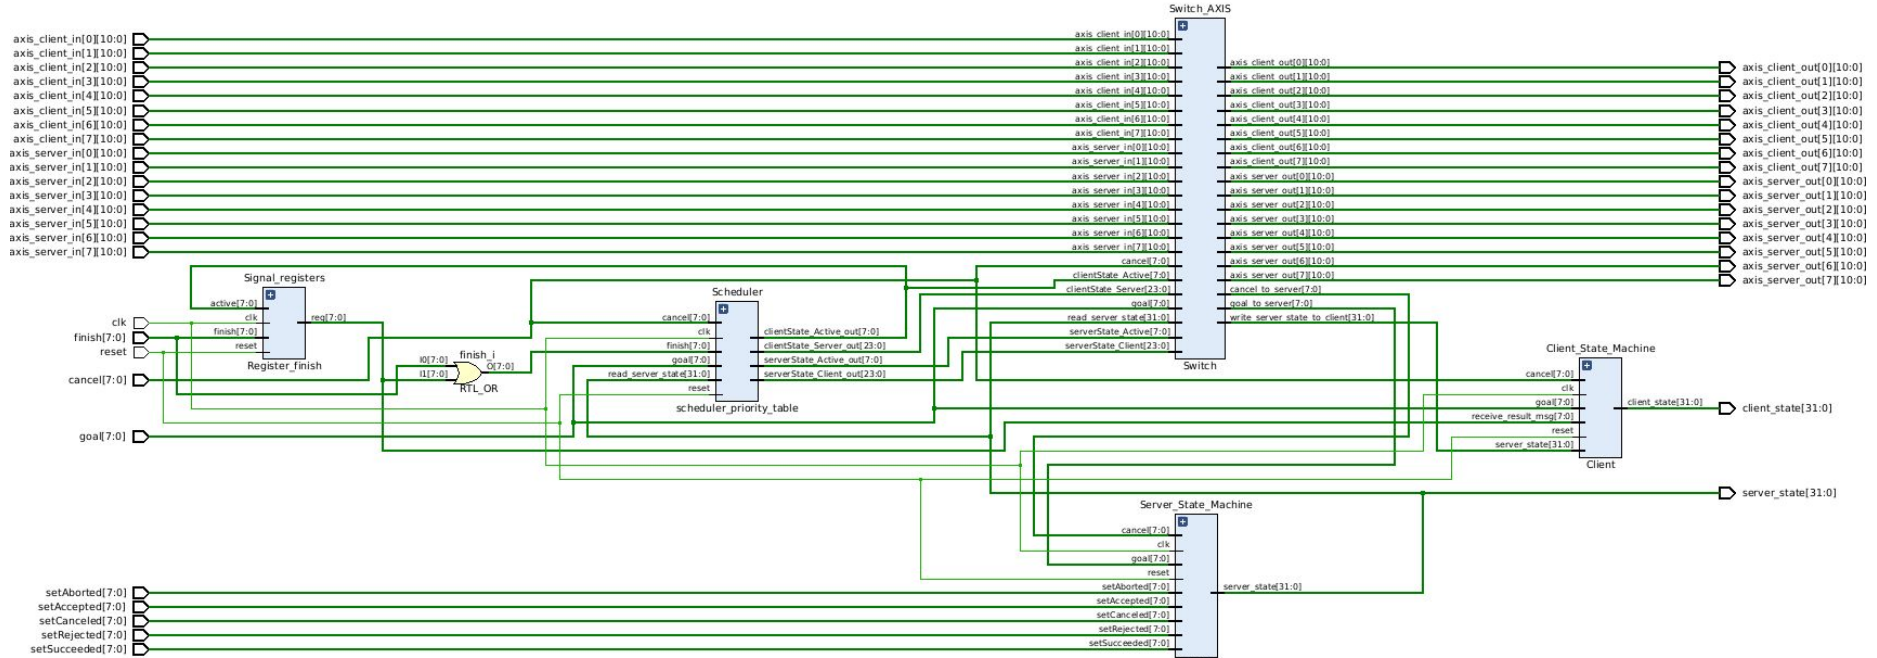 Switch_AXIS
axis_client_in[0][10:0]
axis_client_in[1][10:0]
axis_client_in[2][10:0]
axis_client_in[3][10:0]
axis_client_in[4][10:0]
axis_client_in[5][10:0]
axis_client_in[6][10:0]
axis_client_in[7][10:0]
axis_server_in[0][10:0]
axis_server_in[1][10:0]
axis_server_in[2][10:0]
axis_server_in[3][10:0]
axis_server_in[4][10:0]
axis_server_in[5][10:0]
axis_server_in[6][10:0]
axis_server_in[7][10:0]
clk
finish[7:0]
reset
cancel[7:0]
goal[7:0]
setAborted[7:0]
setAccepted[7:0]
setCanceled[7:0]
setRejected[7:0]
setSucceeded[7:0]
Signal_registers
active[7:0]
clk
finish[7:0]
reset
reg[7:0]
Register_finish
finish_i
I0[7:0]
I1[7:0]
O[7:0]
RTL_OR
Scheduler
cancel[7:0]
clk
finish[7:0]
goal[7:0]
read_server_state[31:0]
reset
clientState_Active_out[7:0]
clientState_Server_out[23:0]
serverState_Active_out[7:0]
serverState_Client_out[23:0]
scheduler_priority_table
axis_client_in[0][10:0]
axis_client_in[1][10:0]
axis_client_in[2][10:0]
axis_client_in[3][10:0]
axis_client_in[4][10:0]
axis_client_in[5][10:0]
axis_client_in[6][10:0]
axis_client_in[7][10:0]
axis_server_in[0][10:0]
axis_server_in[1][10:0]
axis_server_in[2][10:0]
axis_server_in[3][10:0]
axis_server_in[4][10:0]
axis_server_in[5][10:0]
axis_server_in[6][10:0]
axis_server_in[7][10:0]
cancel[7:0]
clientState_Active[7:0]
clientState_Server[23:0]
goal[7:0]
read_server_state[31:0]
serverState_Active[7:0]
serverState_Client[23:0]
axis_client_out[0][10:0]
axis_client_out[1][10:0]
axis_client_out[2][10:0]
axis_client_out[3][10:0]
axis_client_out[4][10:0]
axis_client_out[5][10:0]
axis_client_out[6][10:0]
axis_client_out[7][10:0]
axis_server_out[0][10:0]
axis_server_out[1][10:0]
axis_server_out[2][10:0]
axis_server_out[3][10:0]
axis_server_out[4][10:0]
axis_server_out[5][10:0]
axis_server_out[6][10:0]
axis_server_out[7][10:0]
cancel_to_server[7:0]
goal_to_server[7:0]
write_server_state_to_client[31:0]
Switch
Client_State_Machine
cancel[7:0]
clk
goal[7:0]
receive_result_msg[7:0]
reset
server_state[31:0]
client_state[31:0]
Client
Server_State_Machine
cancel[7:0]
clk
goal[7:0]
reset
setAborted[7:0]
setAccepted[7:0]
setCanceled[7:0]
setRejected[7:0]
setSucceeded[7:0]
server_state[31:0]
axis_client_out[0][10:0]
axis_client_out[1][10:0]
axis_client_out[2][10:0]
axis_client_out[3][10:0]
axis_client_out[4][10:0]
axis_client_out[5][10:0]
axis_client_out[6][10:0]
axis_client_out[7][10:0]
axis_server_out[0][10:0]
axis_server_out[1][10:0]
axis_server_out[2][10:0]
axis_server_out[3][10:0]
axis_server_out[4][10:0]
axis_server_out[5][10:0]
axis_server_out[6][10:0]
axis_server_out[7][10:0]
client_state[31:0]
server_state[31:0]